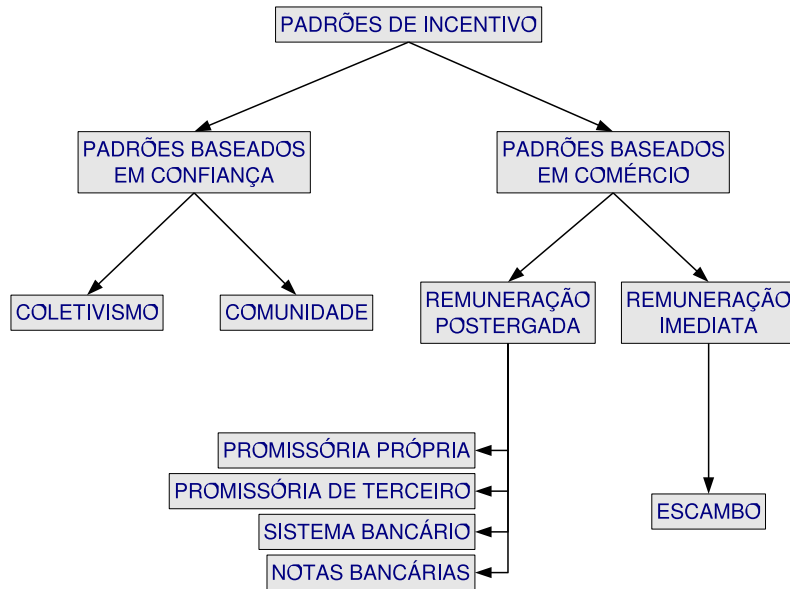 PADRÕES DE INCENTIVO
PADRÕES BASEADOS
EM CONFIANÇA
PADRÕES BASEADOS
EM COMÉRCIO
COLETIVISMO
COMUNIDADE
REMUNERAÇÃO
POSTERGADA
REMUNERAÇÃO
IMEDIATA
PROMISSÓRIA PRÓPRIA
PROMISSÓRIA DE TERCEIRO
SISTEMA BANCÁRIO
NOTAS BANCÁRIAS
ESCAMBO